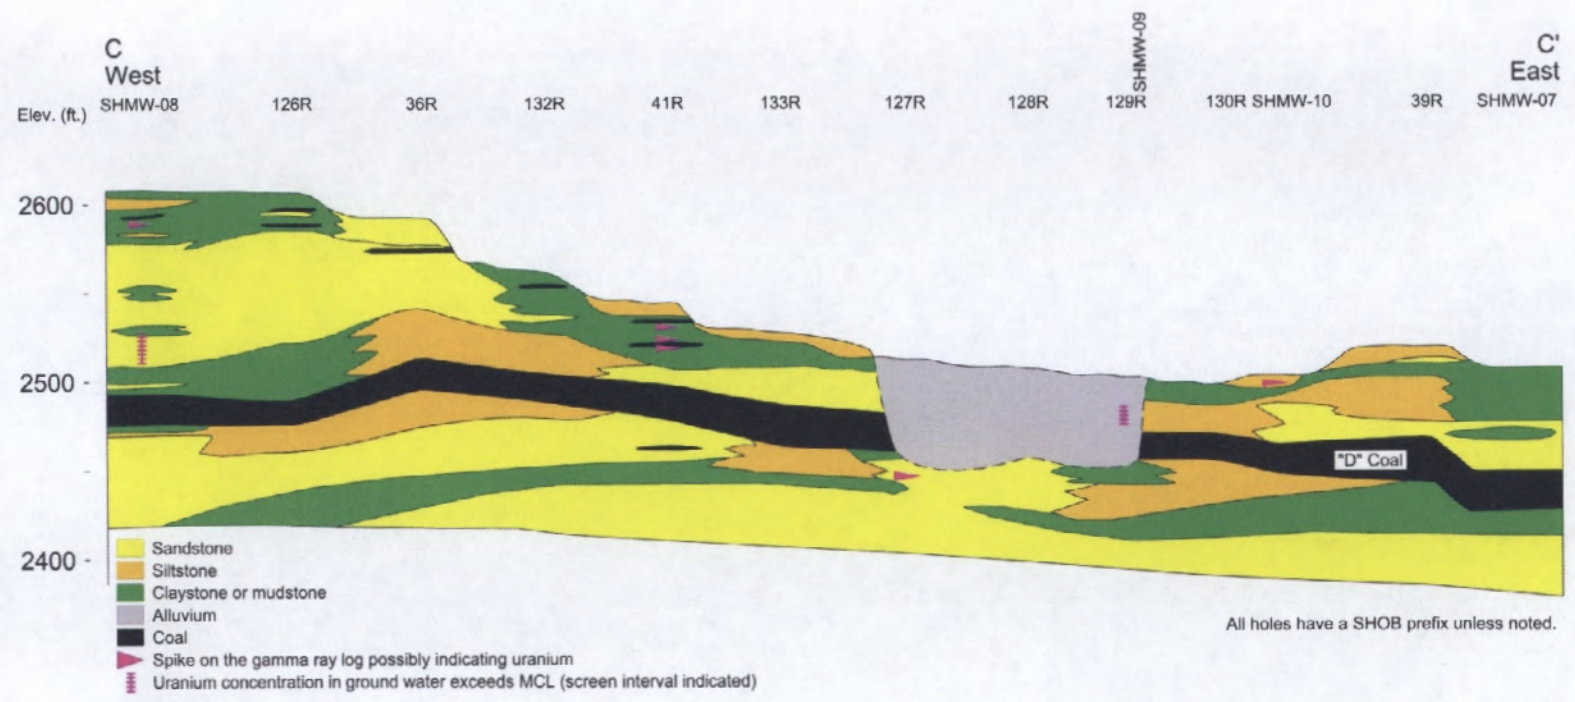 C
West
C'
East
SHMW-09
Elev. (ft.)
SHMW-08 126R 36R 132R 41R 133R 127R 128R 129R 130R SHMW-10 39R SHMW-07
2600
2500
2400
"D" Coal
Sandstone
Siltstone
Claystone or mudstone
Alluvium
Coal
Spike on the gamma ray log possibly indicating uranium
Uranium concentration in ground water exceeds MCL (screen interval indicated)
All holes have a SHOB prefix unless noted.